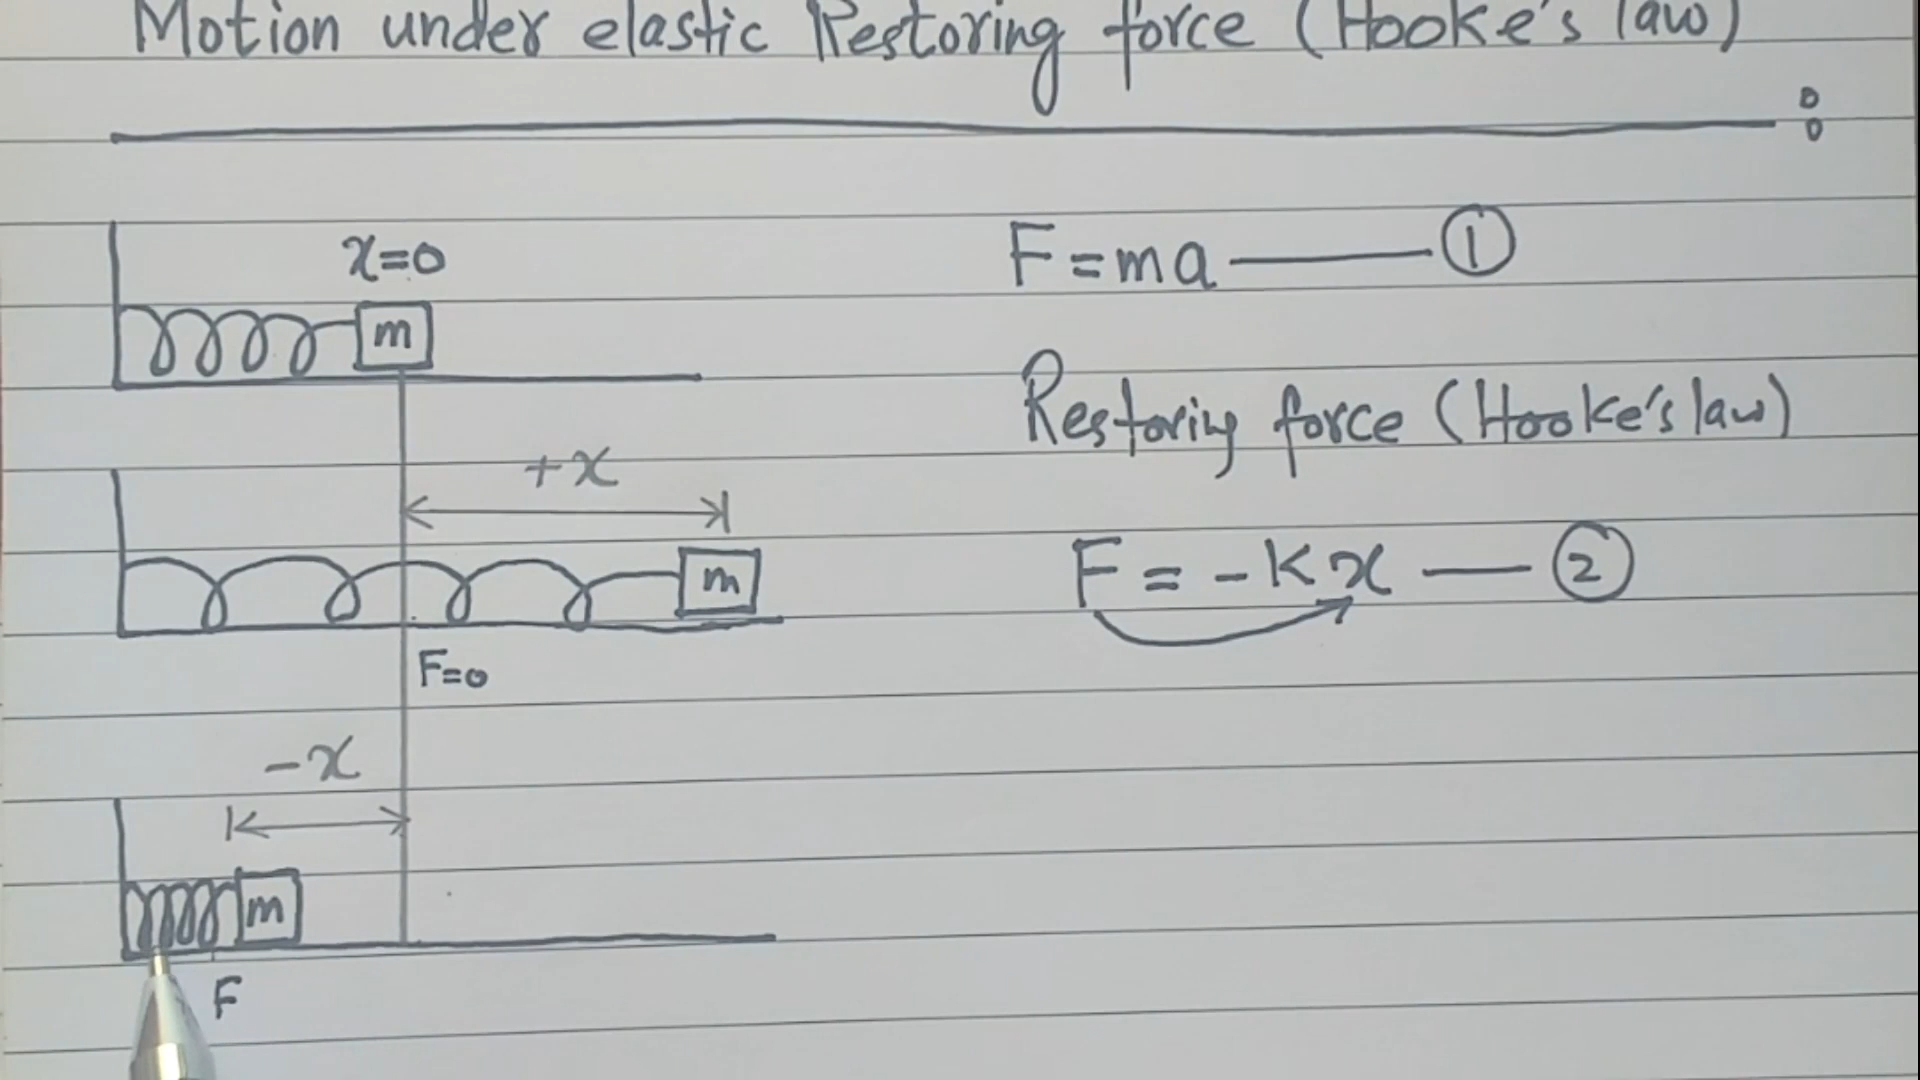 Motion under elastic Restoring force (Hooke's law)
x=0
m
+x
m
F=0
-x
m
F
F=ma — ①
Restoring force (Hooke's law)
F = -Kx — ②